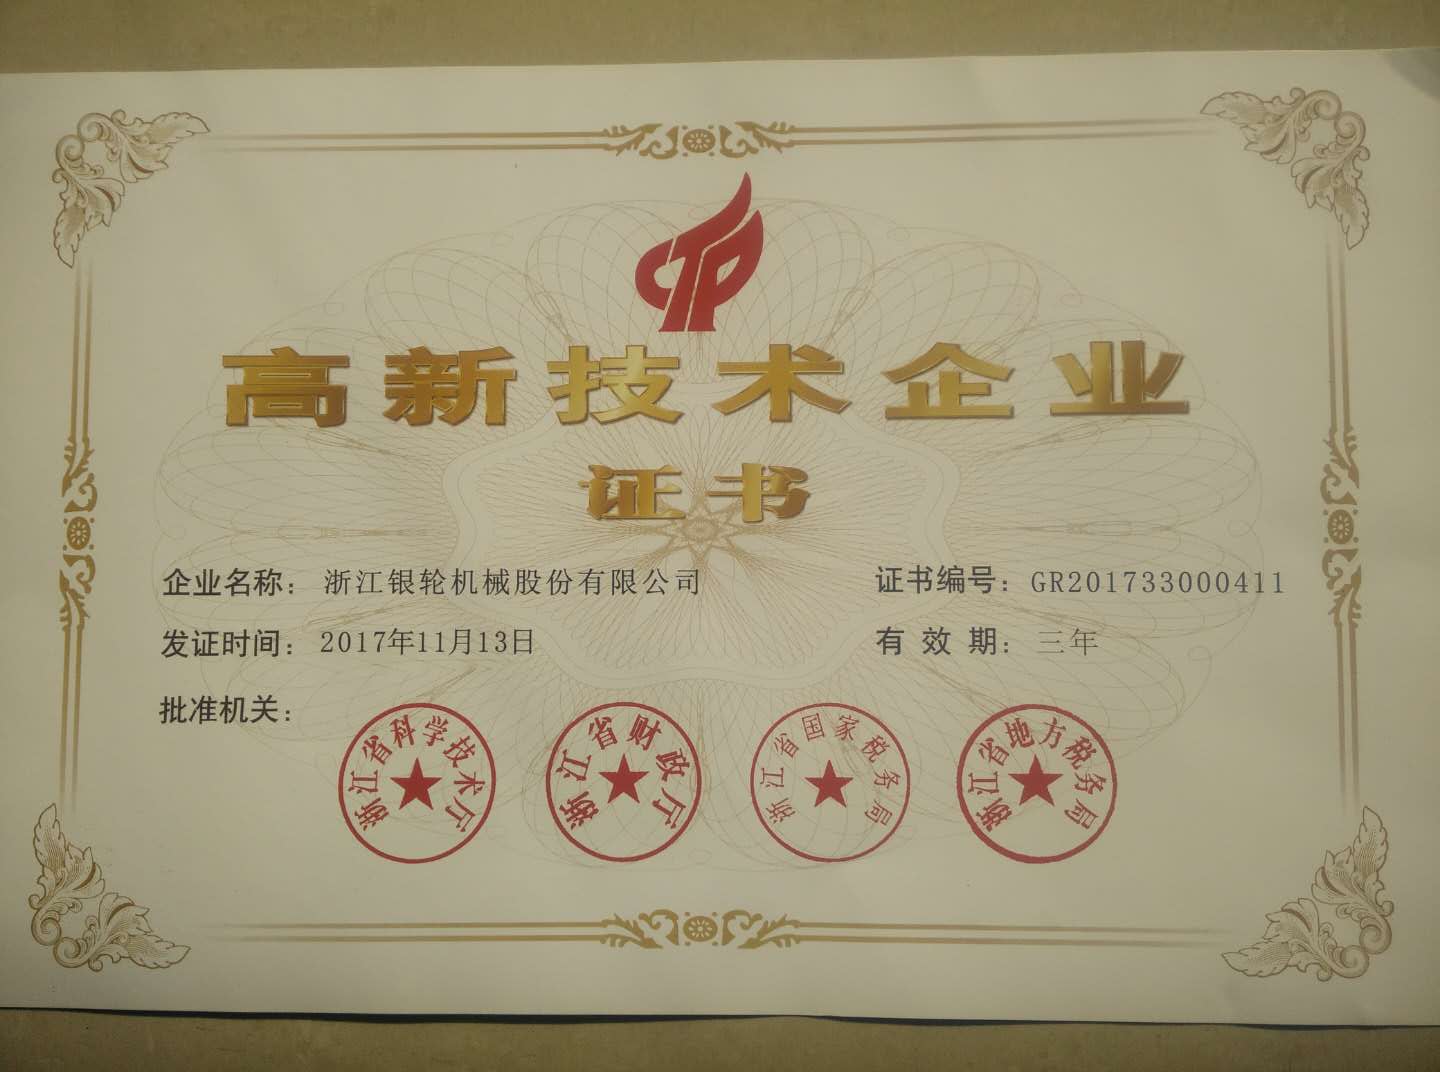 高新技术企业
证书
企业名称：浙江银轮机械股份有限公司
证书编号：GR201733000411
发证时间：2017年11月13日
有效期：三年
批准机关：
浙江省科学技术厅
浙江省财政厅
浙江省国家税务局
浙江省地方税务局